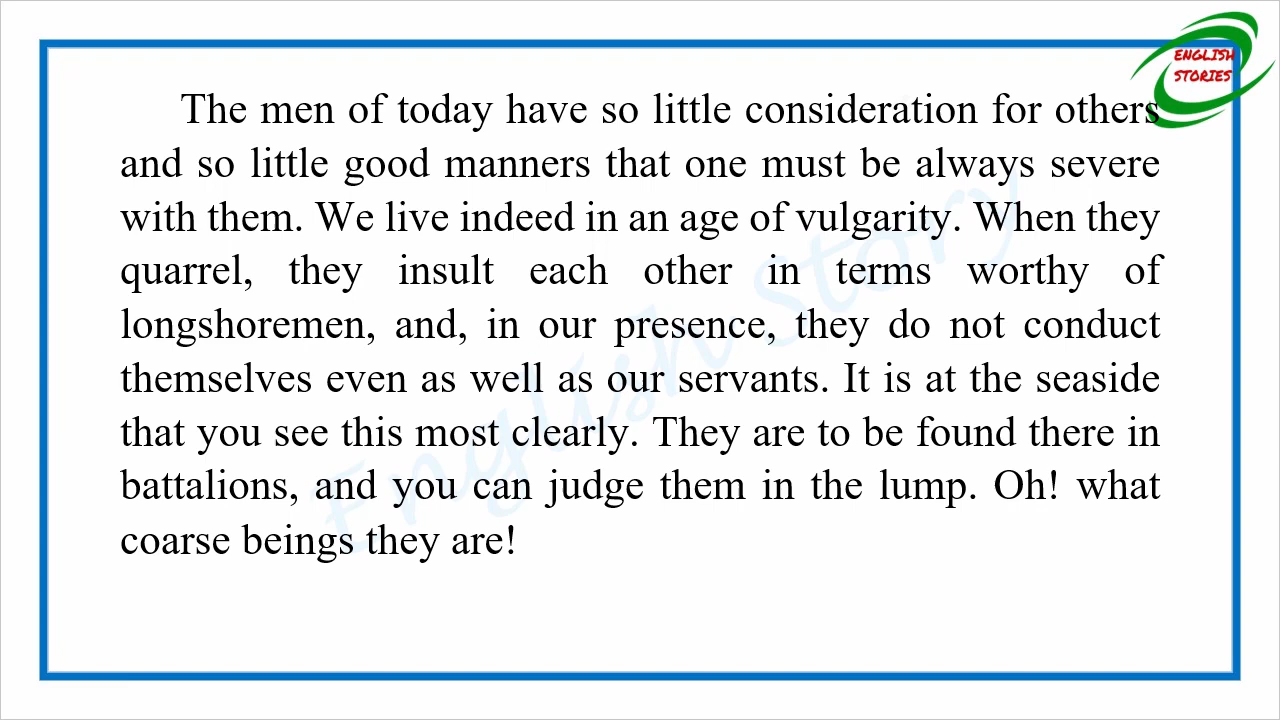 ENGLISH
STORIES
The men of today have so little consideration for others
and so little good manners that one must be always severe
with them. We live indeed in an age of vulgarity. When they
quarrel, they insult each other in terms worthy of
longshoremen, and, in our presence, they do not conduct
themselves even as well as our servants. It is at the seaside
that you see this most clearly. They are to be found there in
battalions, and you can judge them in the lump. Oh! what
coarse beings they are!
English Story